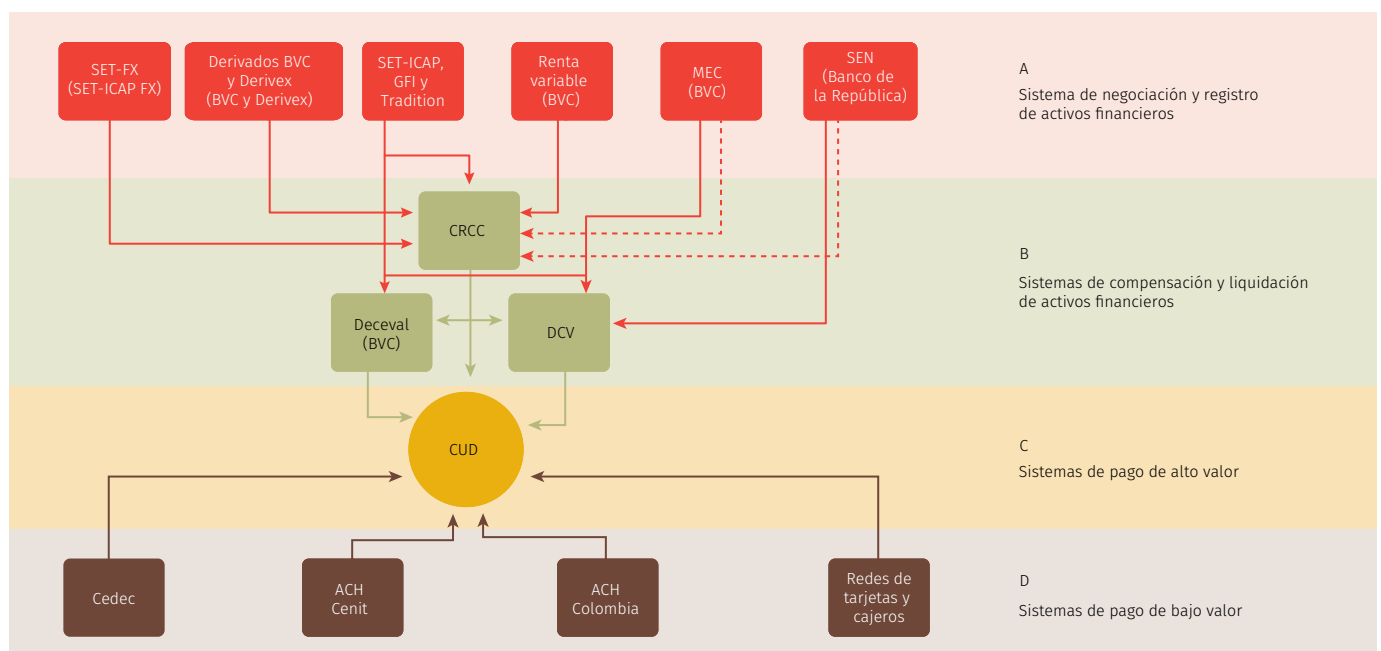 SET-FX
(SET-ICAP FX)
Derivados BVC
y Derivex
(BVC y Derivex)
SET-ICAP,
GFI y
Tradition
Renta
variable
(BVC)
MEC
(BVC)
SEN
(Banco de
la República)
A
Sistema de negociación y registro
de activos financieros
CRCC
Deceval
(BVC)
DCV
B
Sistemas de compensación y liquidación
de activos financieros
CUD
C
Sistemas de pago de alto valor
Cedec
ACH
Cenit
ACH
Colombia
Redes de
tarjetas y
cajeros
D
Sistemas de pago de bajo valor